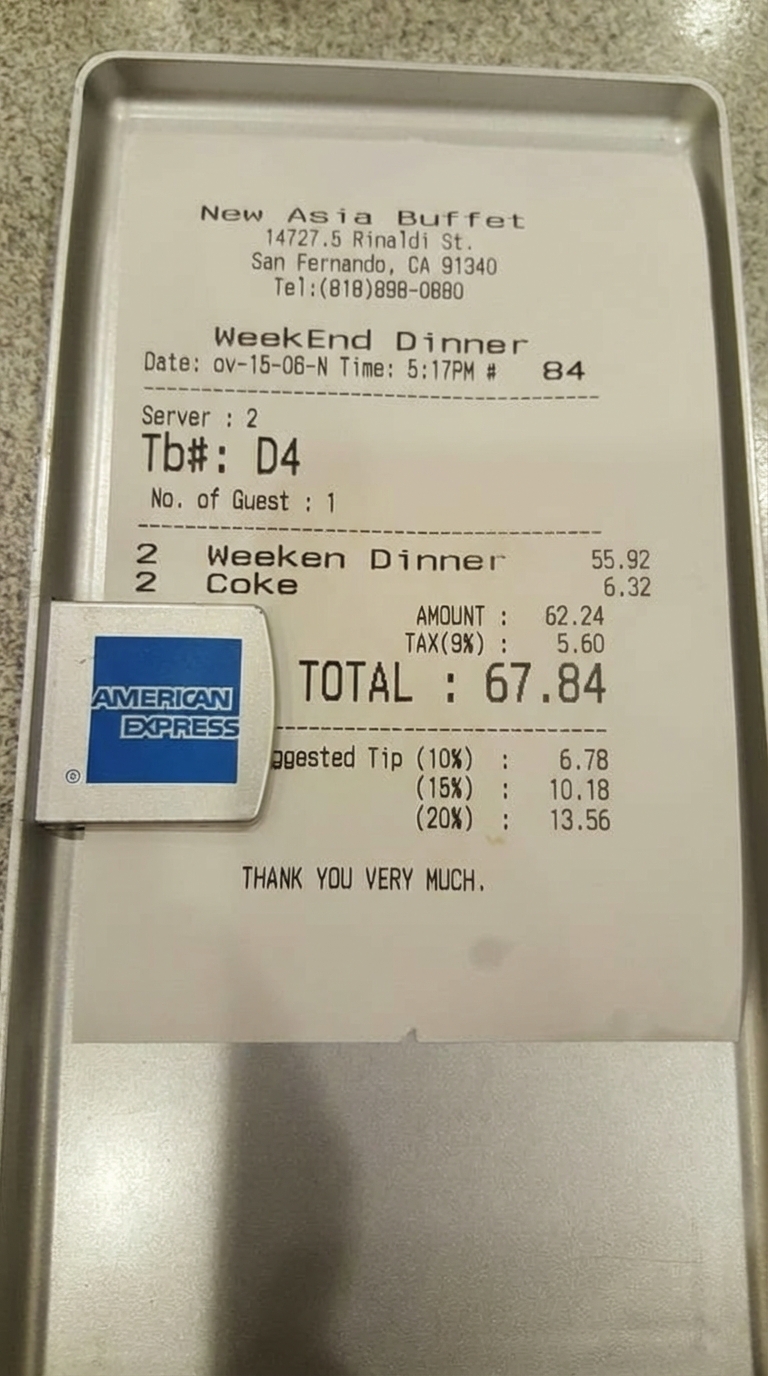 New Asia Buffet
14727.5 Rinaldi St.
San Fernando, CA 91340
Tel:(818)898-0880
WeekEnd Dinner
Date: ov-15-06-N Time: 5:17PM # 84
Server : 2
Tb#: D4
No. of Guest : 1
2 Weeken Dinner 55.92
2 Coke 6.32
AMOUNT : 62.24
TAX(9%) : 5.60
TOTAL : 67.84
AMERICAN
EXPRESS
©
ggested Tip (10%) : 6.78
(15%) : 10.18
(20%) : 13.56
THANK YOU VERY MUCH.